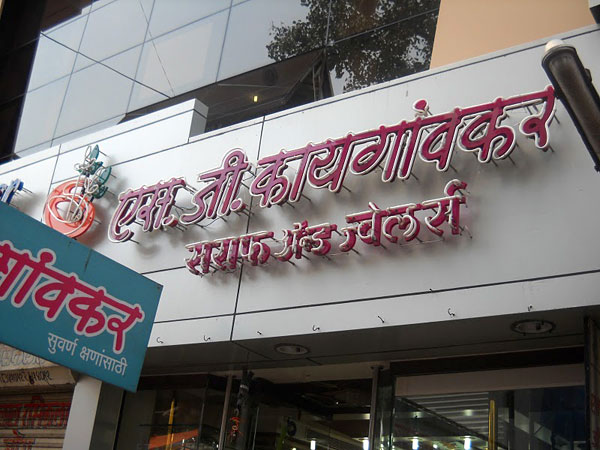 एस. जी. कायगांवकर
सराफ अँड ज्वेलर्स
गांवकर
सुवर्ण क्षणांसाठी